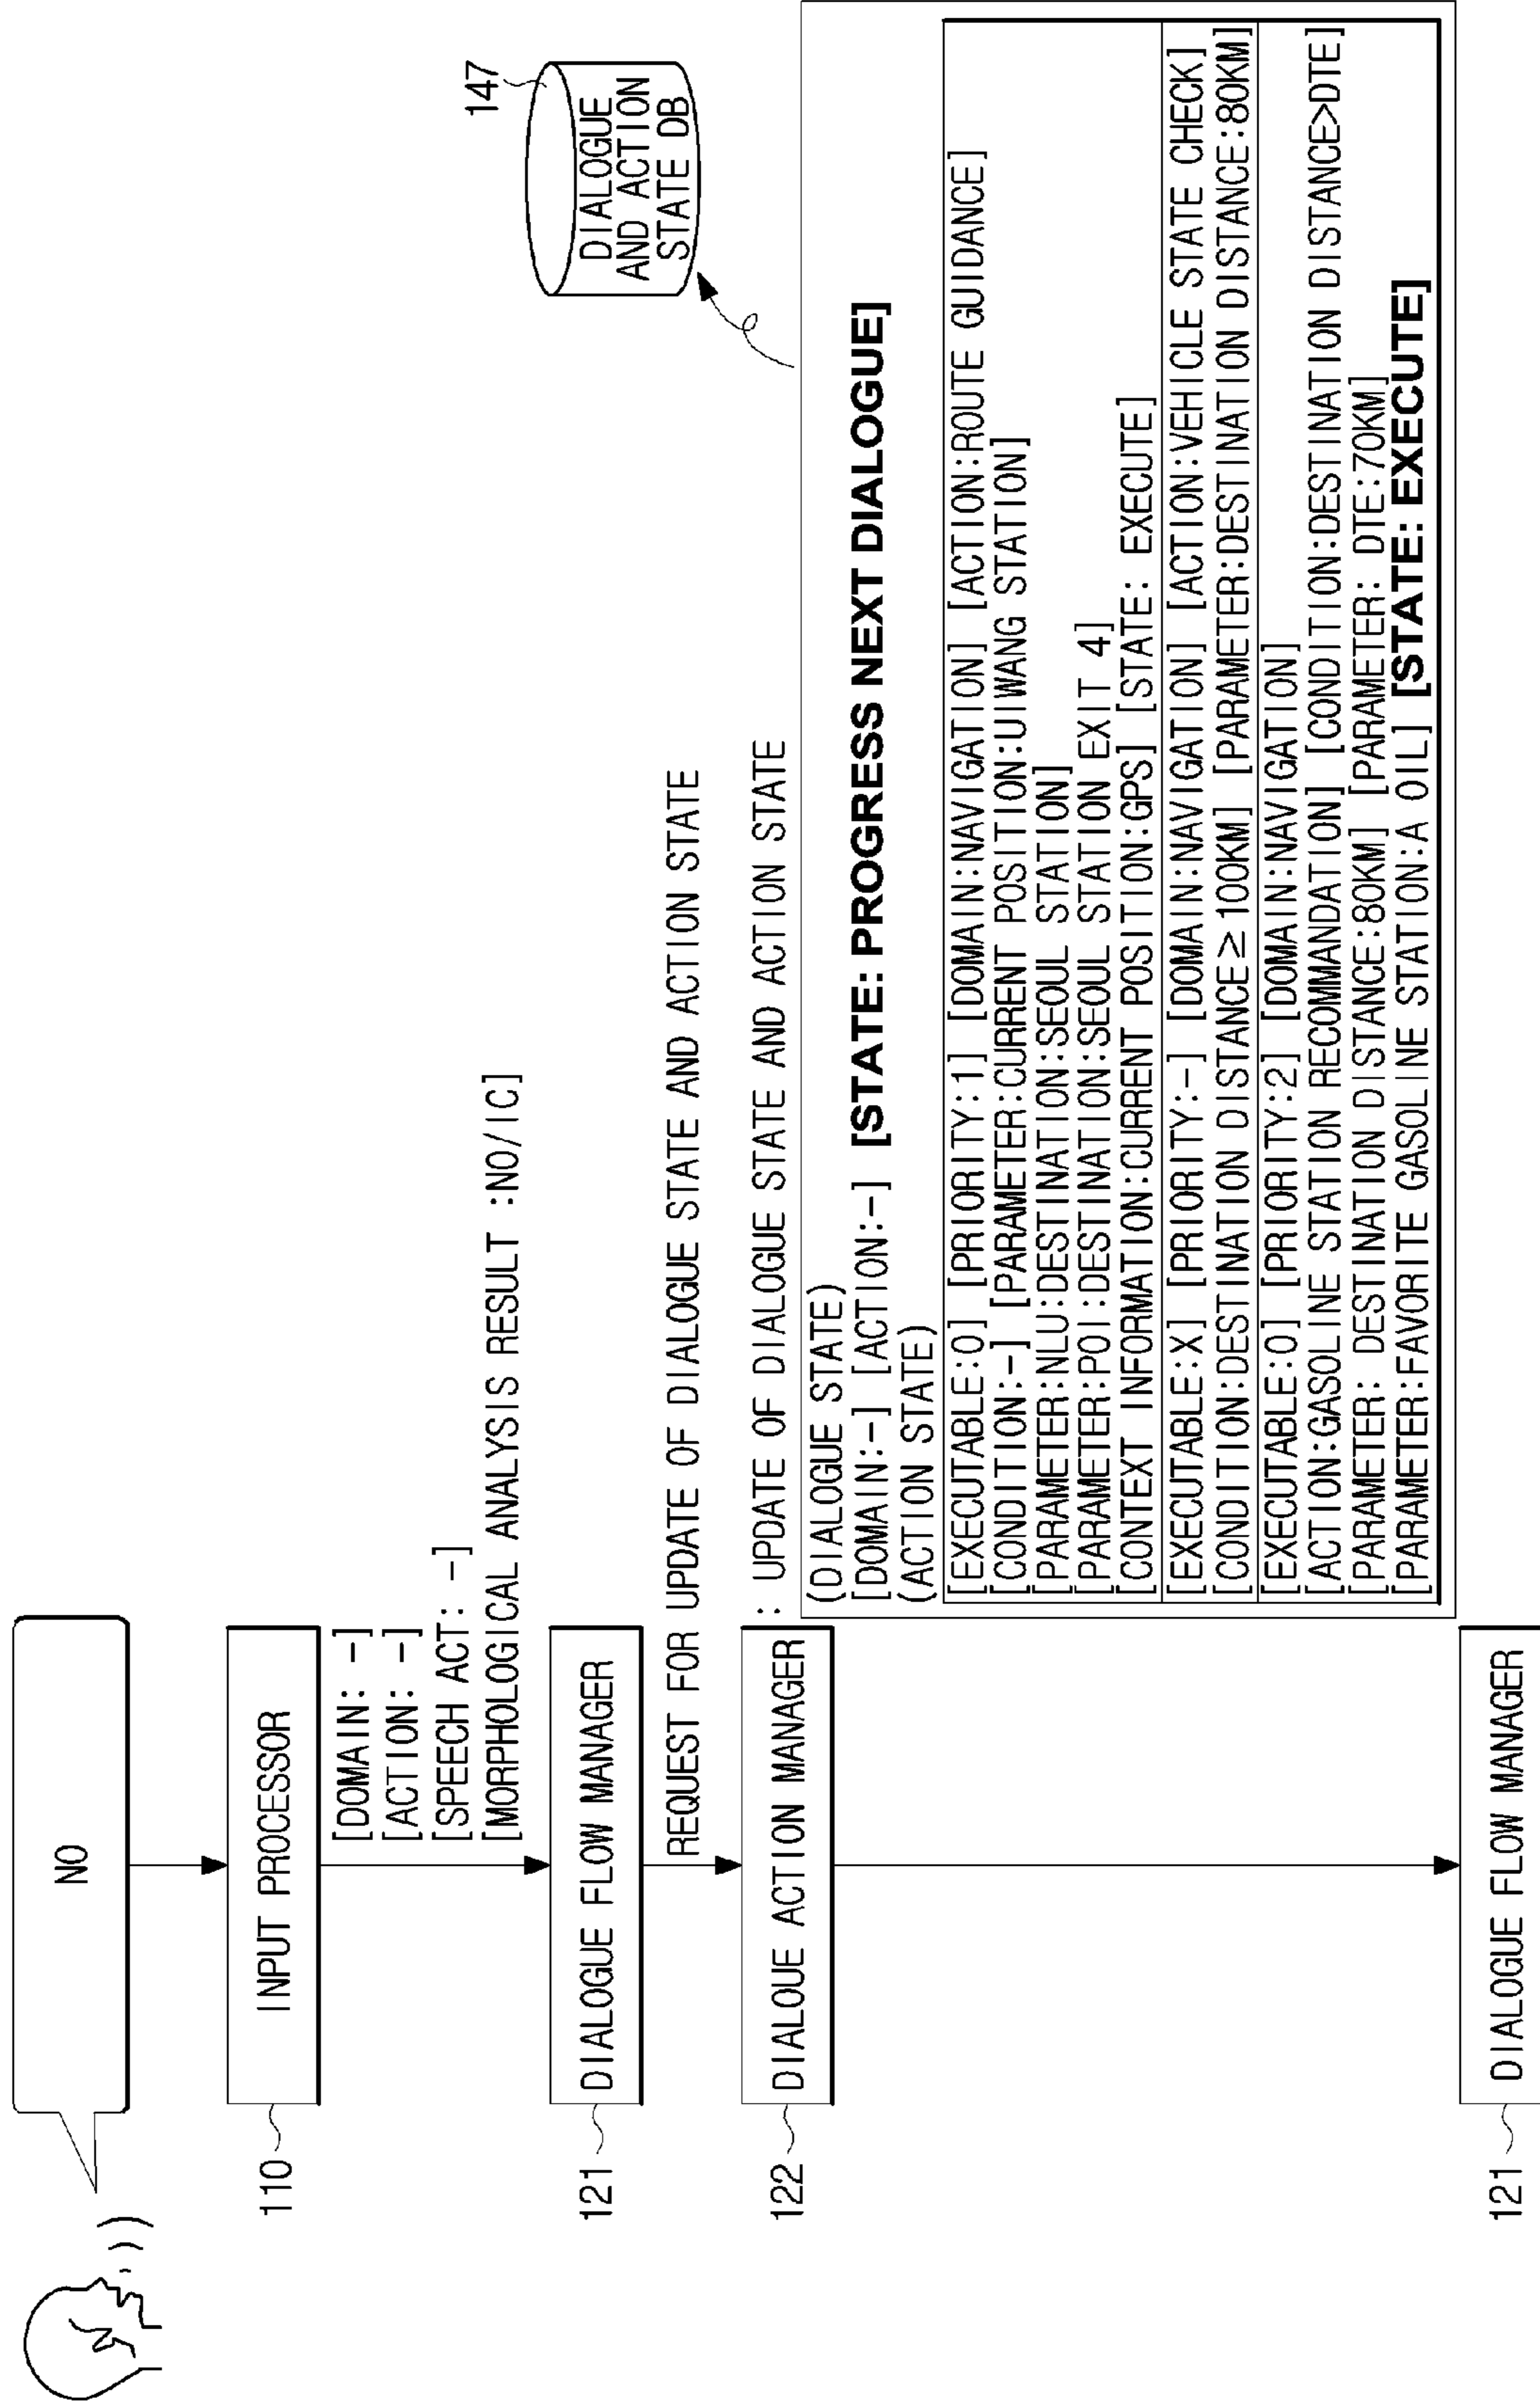 NO
110
INPUT PROCESSOR
[DOMAIN: -]
[ACTION: -]
[SPEECH ACT: -]
[MORPHOLOGICAL ANALYSIS RESULT :NO/IC]
121
DIALOGUE FLOW MANAGER
REQUEST FOR UPDATE OF DIALOGUE STATE AND ACTION STATE
147
DIALOGUE
AND ACTION
STATE DB
122
DIALOUE ACTION MANAGER
: UPDATE OF DIALOGUE STATE AND ACTION STATE
(DIALOGUE STATE)
[DOMAIN:-] [ACTION:-] [STATE: PROGRESS NEXT DIALOGUE]
(ACTION STATE)
[EXECUTABLE:O] [PRIORITY:1] [DOMAIN:NAVIGATION] [ACTION:ROUTE GUIDANCE]
[CONDITION:-] [PARAMETER:CURRENT POSITION:UIWANG STATION]
[PARAMETER:NLU:DESTINATION:SEOUL STATION]
[PARAMETER:POI:DESTINATION:SEOUL STATION EXIT 4]
[CONTEXT INFORMATION:CURRENT POSITION:GPS] [STATE: EXECUTE]
[EXECUTABLE:X] [PRIORITY:-] [DOMAIN:NAVIGATION] [ACTION:VEHICLE STATE CHECK]
[CONDITION:DESTINATION DISTANCE≥100KM] [PARAMETER:DESTINATION DISTANCE:80KM]
[EXECUTABLE:O] [PRIORITY:2] [DOMAIN:NAVIGATION]
[ACTION:GASOLINE STATION RECOMMANDATION] [CONDITION:DESTINATION DISTANCE>DTE]
[PARAMETER: DESTINATION DISTANCE:80KM] [PARAMETER: DTE:70KM]
[PARAMETER:FAVORITE GASOLINE STATION:A OIL] [STATE: EXECUTE]
121
DIALOGUE FLOW MANAGER